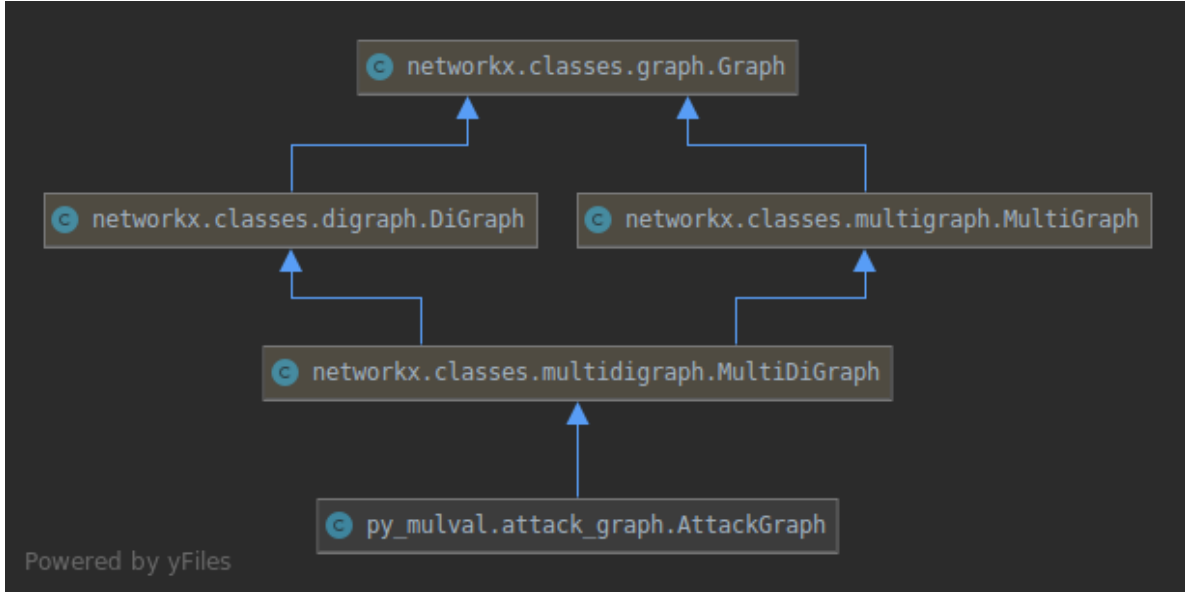 C networkx.classes.graph.Graph
C networkx.classes.digraph.DiGraph
C networkx.classes.multigraph.MultiGraph
C networkx.classes.multidigraph.MultiDiGraph
C py_mulval.attack_graph.AttackGraph
Powered by yFiles